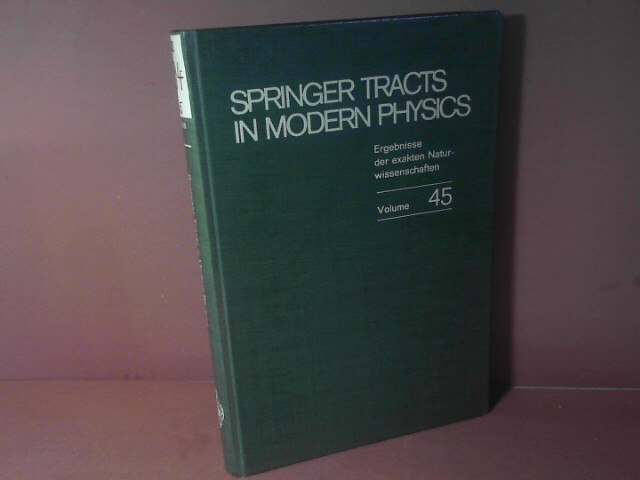 SPRINGER TRACTS
IN MODERN PHYSICS
Ergebnisse
der exakten Natur-
wissenschaften
Volume 45